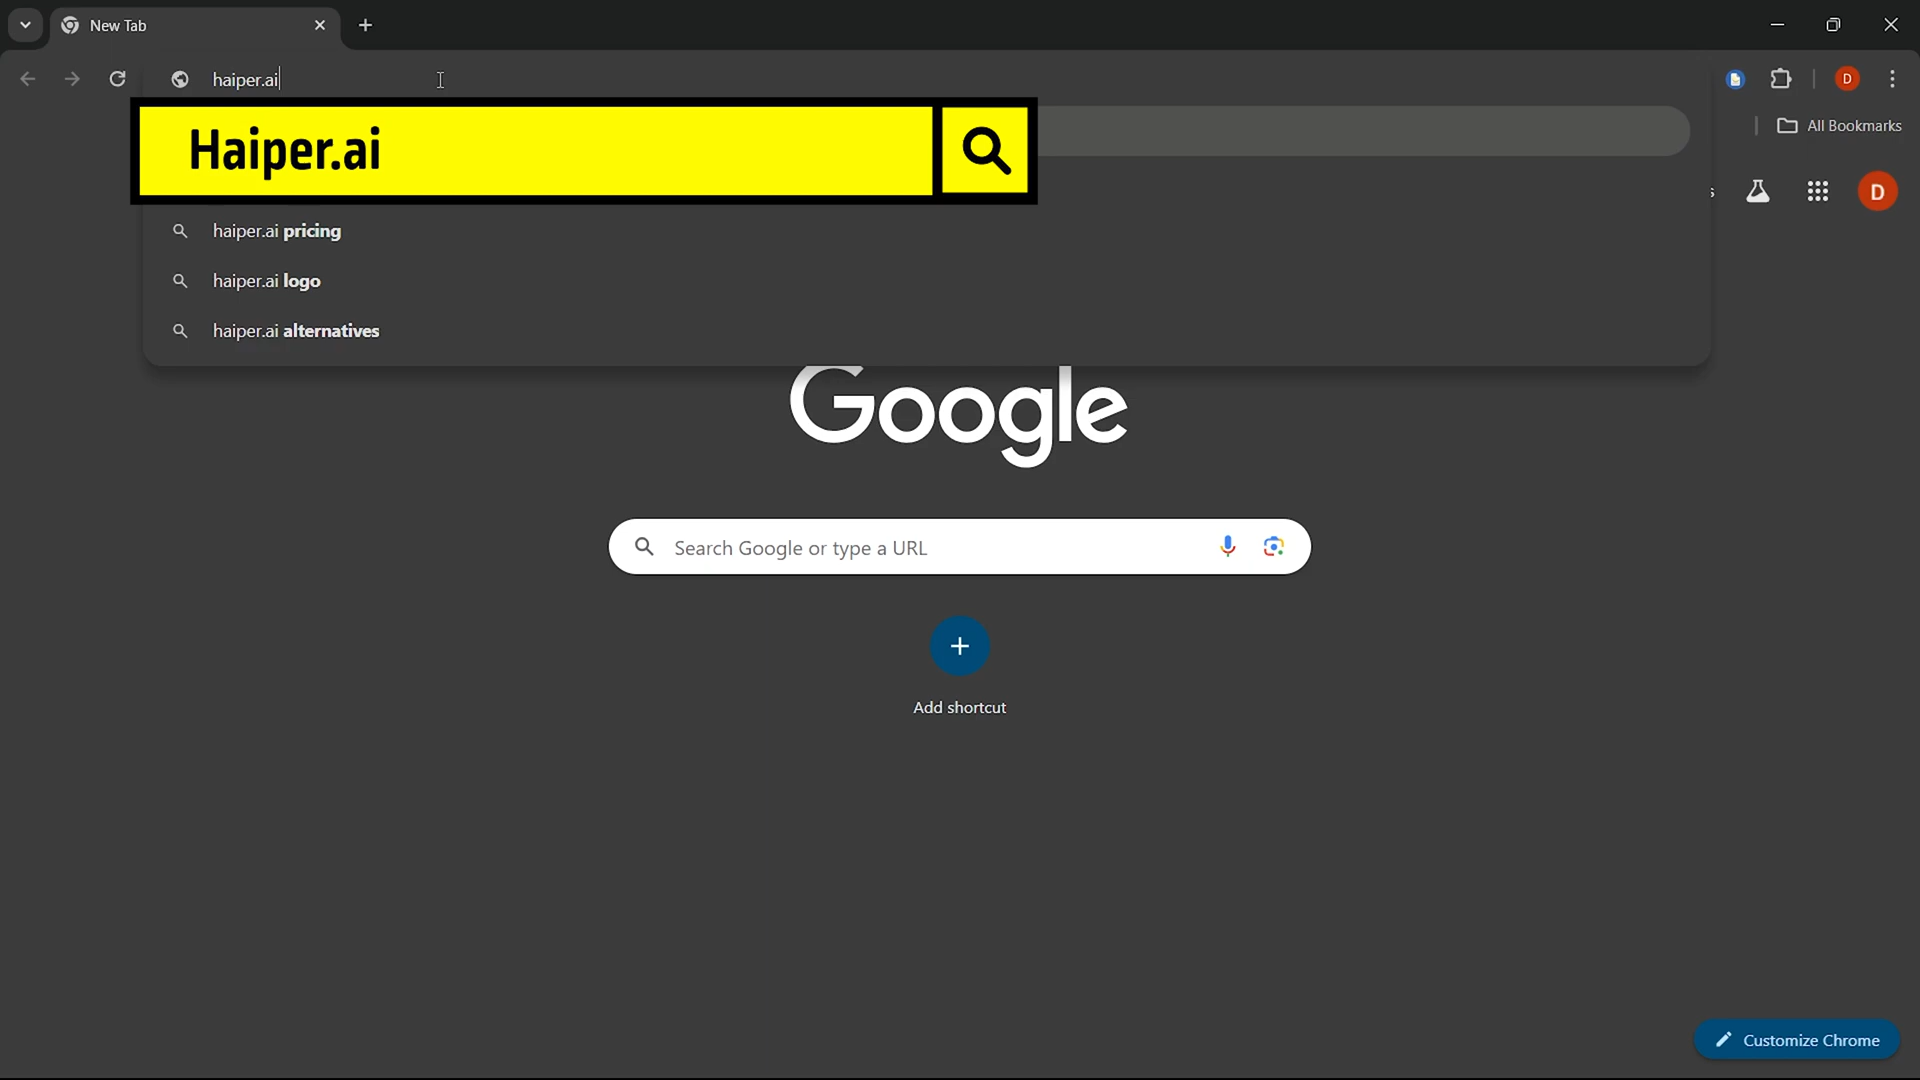 New Tab
haiper.ai
All Bookmarks
Haiper.ai
s
D
D
haiper.ai pricing
haiper.ai logo
haiper.ai alternatives
Google
Search Google or type a URL
Add shortcut
Customize Chrome